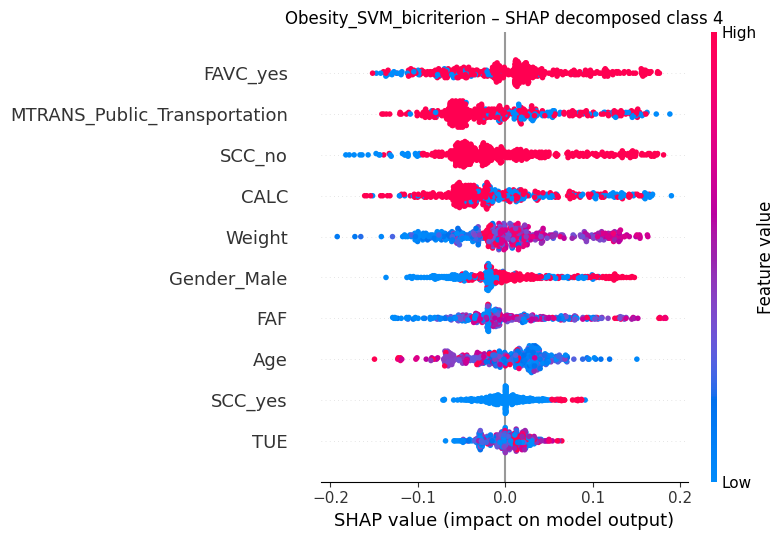 Obesity_SVM_bicriterion – SHAP decomposed class 4
High
FAVC_yes
MTRANS_Public_Transportation
SCC_no
CALC
Weight
Gender_Male
FAF
Age
SCC_yes
TUE
Feature value
Low
−0.2 −0.1 0.0 0.1 0.2
SHAP value (impact on model output)